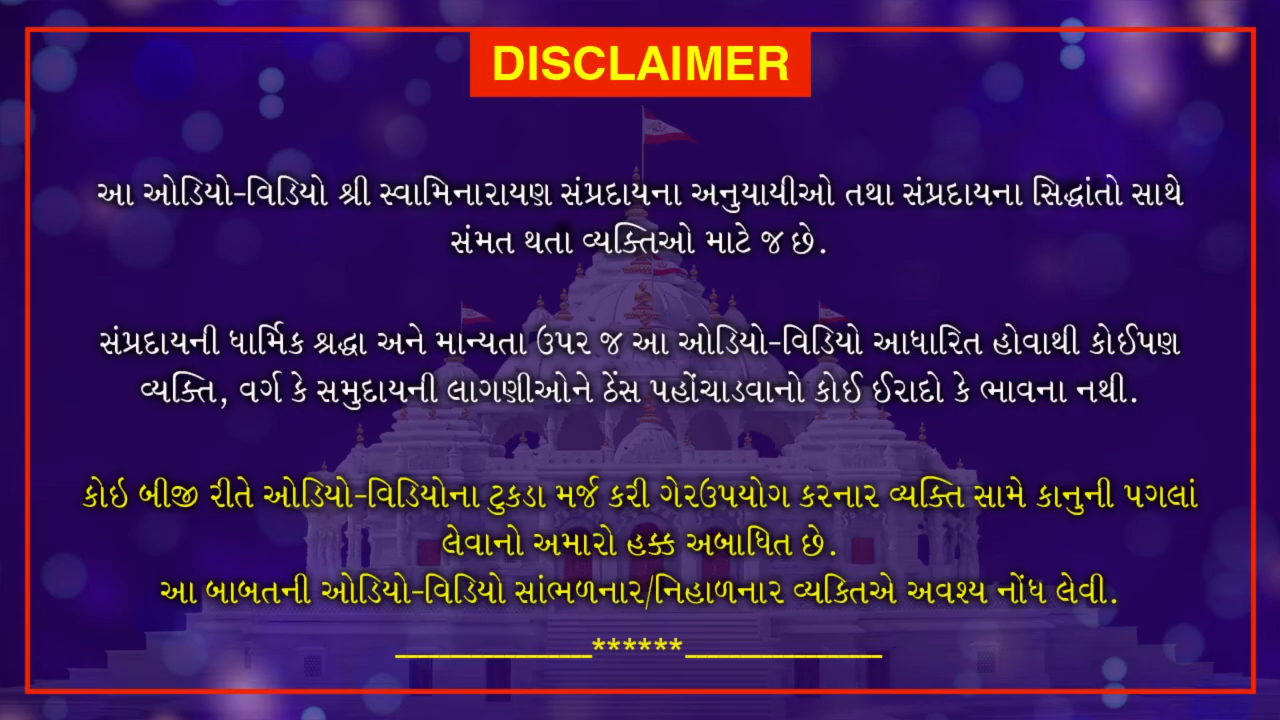 DISCLAIMER
આ ઓડિયો-વિડિયો શ્રી સ્વામિનારાયણ સંપ્રદાયના અનુયાયીઓ તથા સંપ્રદાયના સિદ્ધાંતો સાથે
સંમત થતા વ્યક્તિઓ માટે જ છે.
સંપ્રદાયની ધાર્મિક શ્રદ્ધા અને માન્યતા ઉપર જ આ ઓડિયો-વિડિયો આધારિત હોવાથી કોઈપણ
વ્યક્તિ, વર્ગ કે સમુદાયની લાગણીઓને ઠેંસ પહોંચાડવાનો કોઈ ઈરાદો કે ભાવના નથી.
કોઇ બીજી રીતે ઓડિયો-વિડિયોના ટુકડા મર્જ કરી ગેરઉપયોગ કરનાર વ્યક્તિ સામે કાનુની પગલાં
લેવાનો અમારો હક્ક અબાધિત છે.
આ બાબતની ઓડિયો-વિડિયો સાંભળનાર/નિહાળનાર વ્યકિતએ અવશ્ય નોંધ લેવી.
_______________******_______________